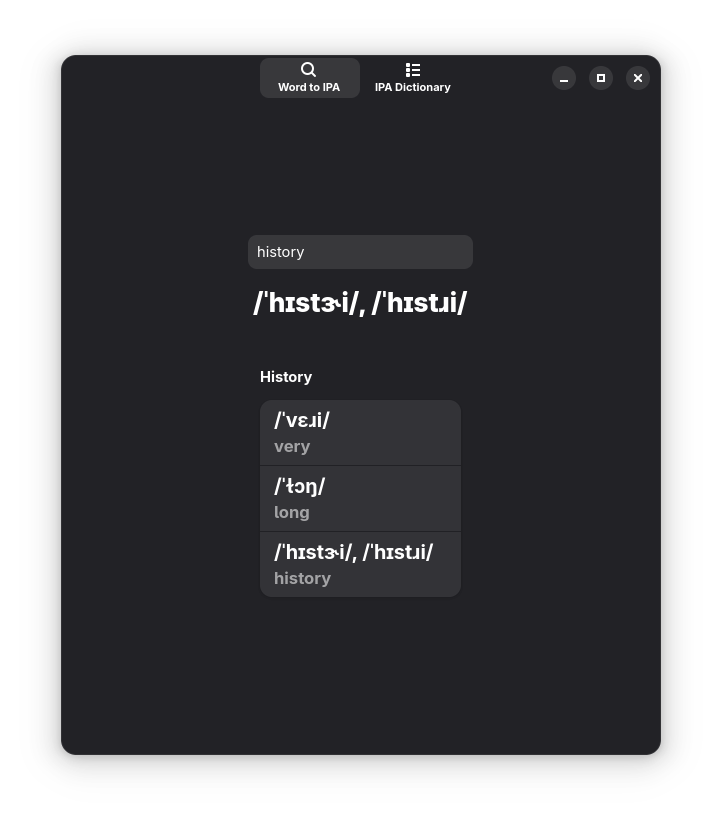 Word to IPA
IPA Dictionary
history
/ˈhɪstɝi/, /ˈhɪstɹi/
History
/ˈvɛɹi/
very
/ˈɫɔŋ/
long
/ˈhɪstɝi/, /ˈhɪstɹi/
history